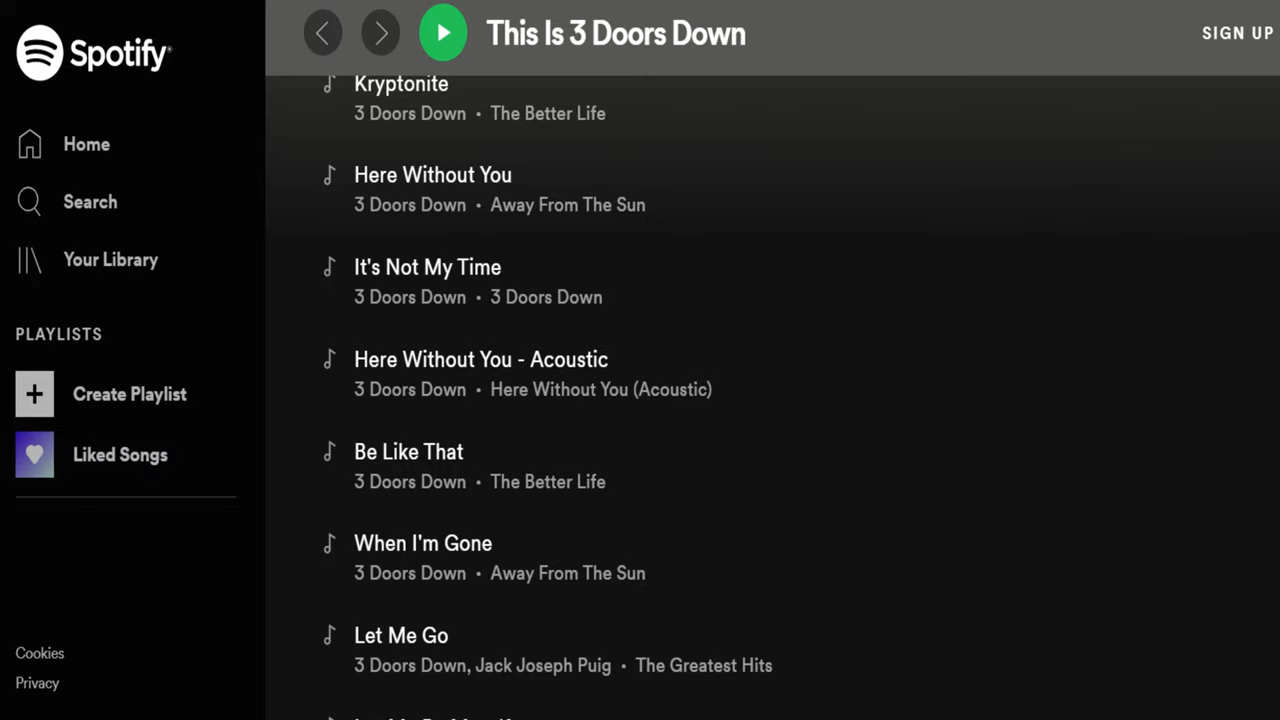 Spotify
Home
Search
Your Library
PLAYLISTS
Create Playlist
Liked Songs
Cookies
Privacy
This Is 3 Doors Down
SIGN UP
Kryptonite
3 Doors Down • The Better Life
Here Without You
3 Doors Down • Away From The Sun
It's Not My Time
3 Doors Down • 3 Doors Down
Here Without You - Acoustic
3 Doors Down • Here Without You (Acoustic)
Be Like That
3 Doors Down • The Better Life
When I'm Gone
3 Doors Down • Away From The Sun
Let Me Go
3 Doors Down, Jack Joseph Puig • The Greatest Hits